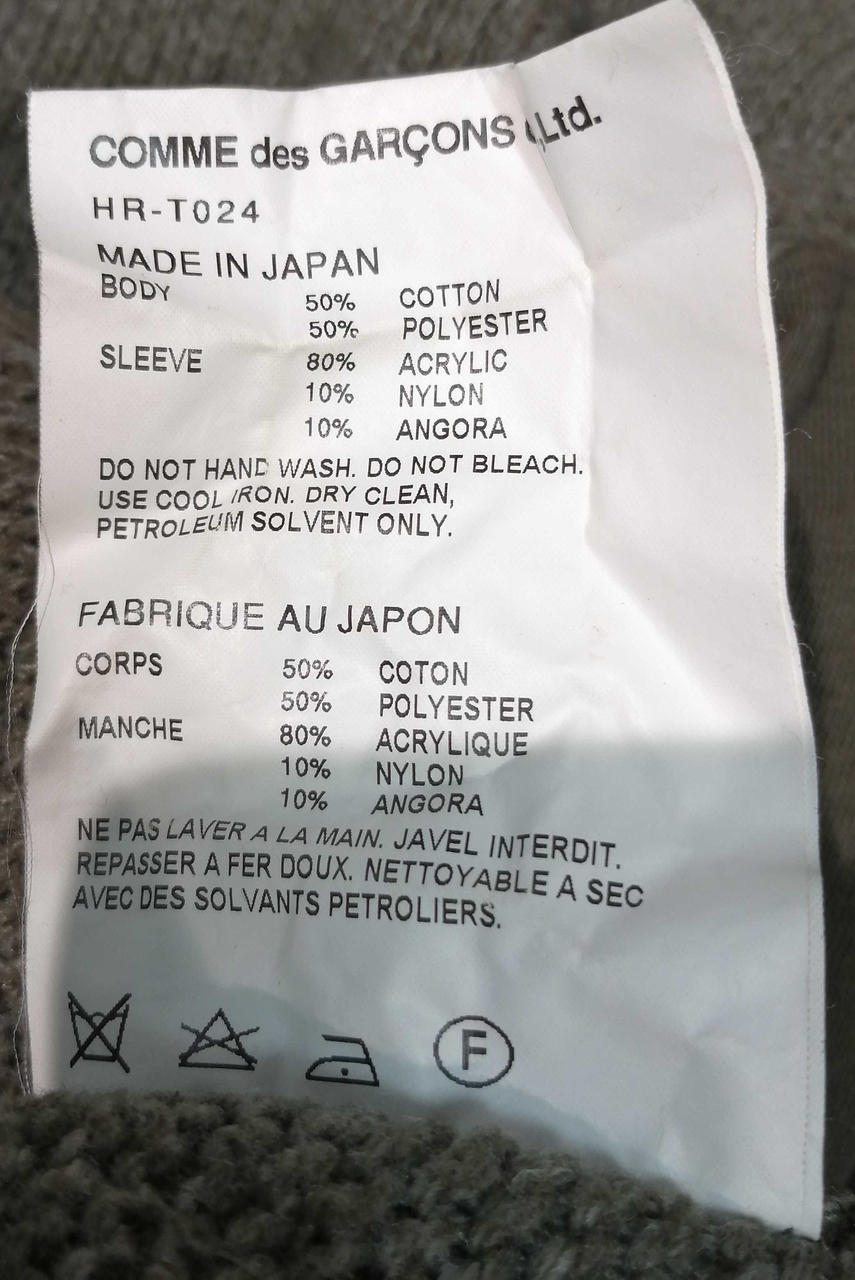 COMME des GARÇONS Ltd.
HR-T024
MADE IN JAPAN
BODY 50% COTTON
50% POLYESTER
SLEEVE 80% ACRYLIC
10% NYLON
10% ANGORA
DO NOT HAND WASH. DO NOT BLEACH.
USE COOL IRON. DRY CLEAN,
PETROLEUM SOLVENT ONLY.
FABRIQUE AU JAPON
CORPS 50% COTON
50% POLYESTER
MANCHE 80% ACRYLIQUE
10% NYLON
10% ANGORA
NE PAS LAVER A LA MAIN. JAVEL INTERDIT.
REPASSER A FER DOUX. NETTOYABLE A SEC
AVEC DES SOLVANTS PETROLIERS.
F